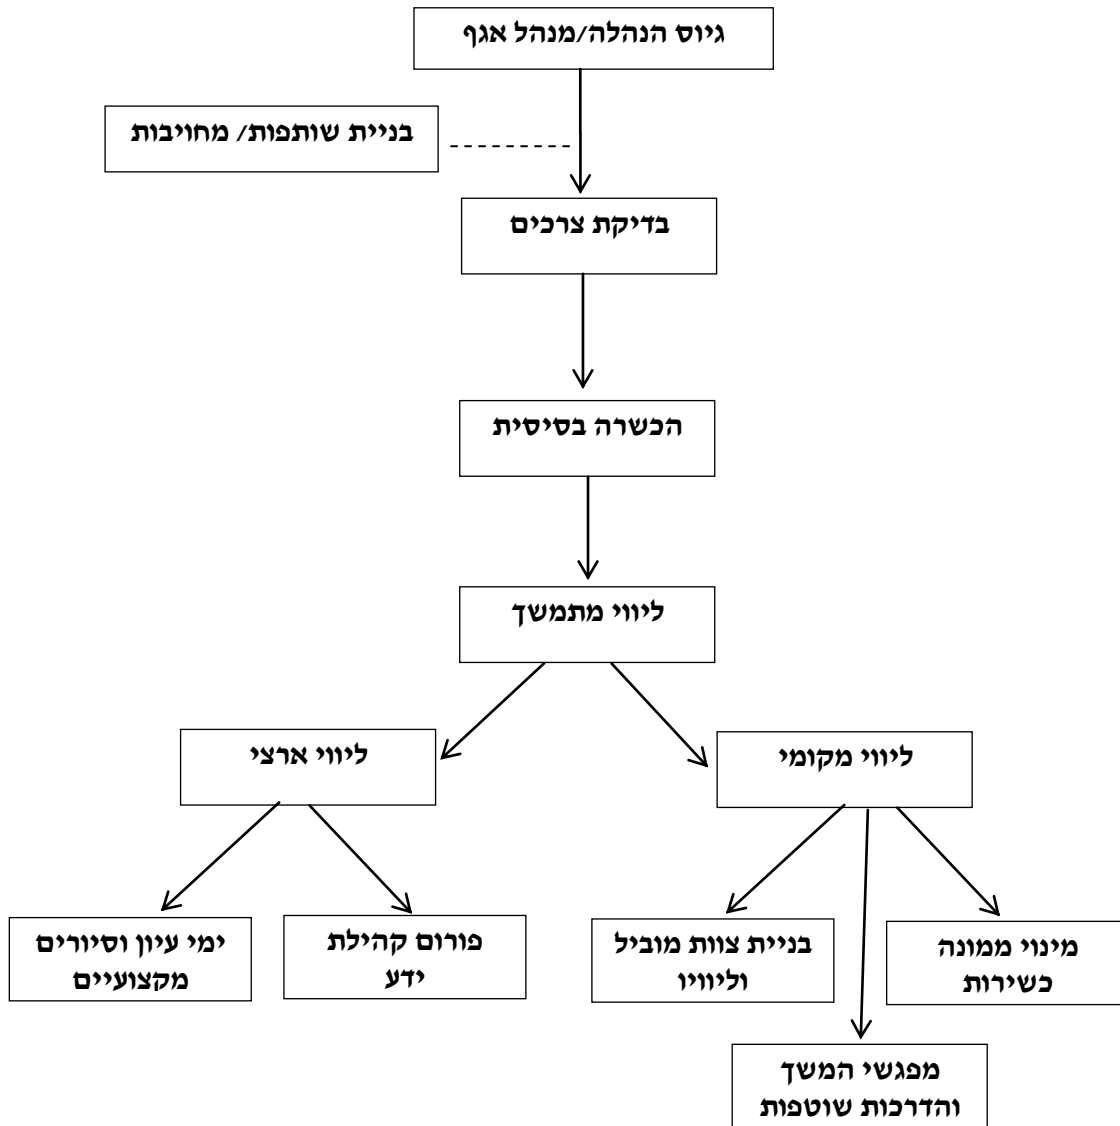 גיוס הנהלה/מנהל אגף
בניית שותפות/ מחויבות
בדיקת צרכים
הכשרה בסיסית
ליווי מתמשך
ליווי מקומי
ליווי ארצי
מינוי ממונה
כשירות
בניית צוות מוביל
וליוויו
פורום קהילת
ידע
ימי עיון וסיורים
מקצועיים
מפגשי המשך
והדרכות שוטפות